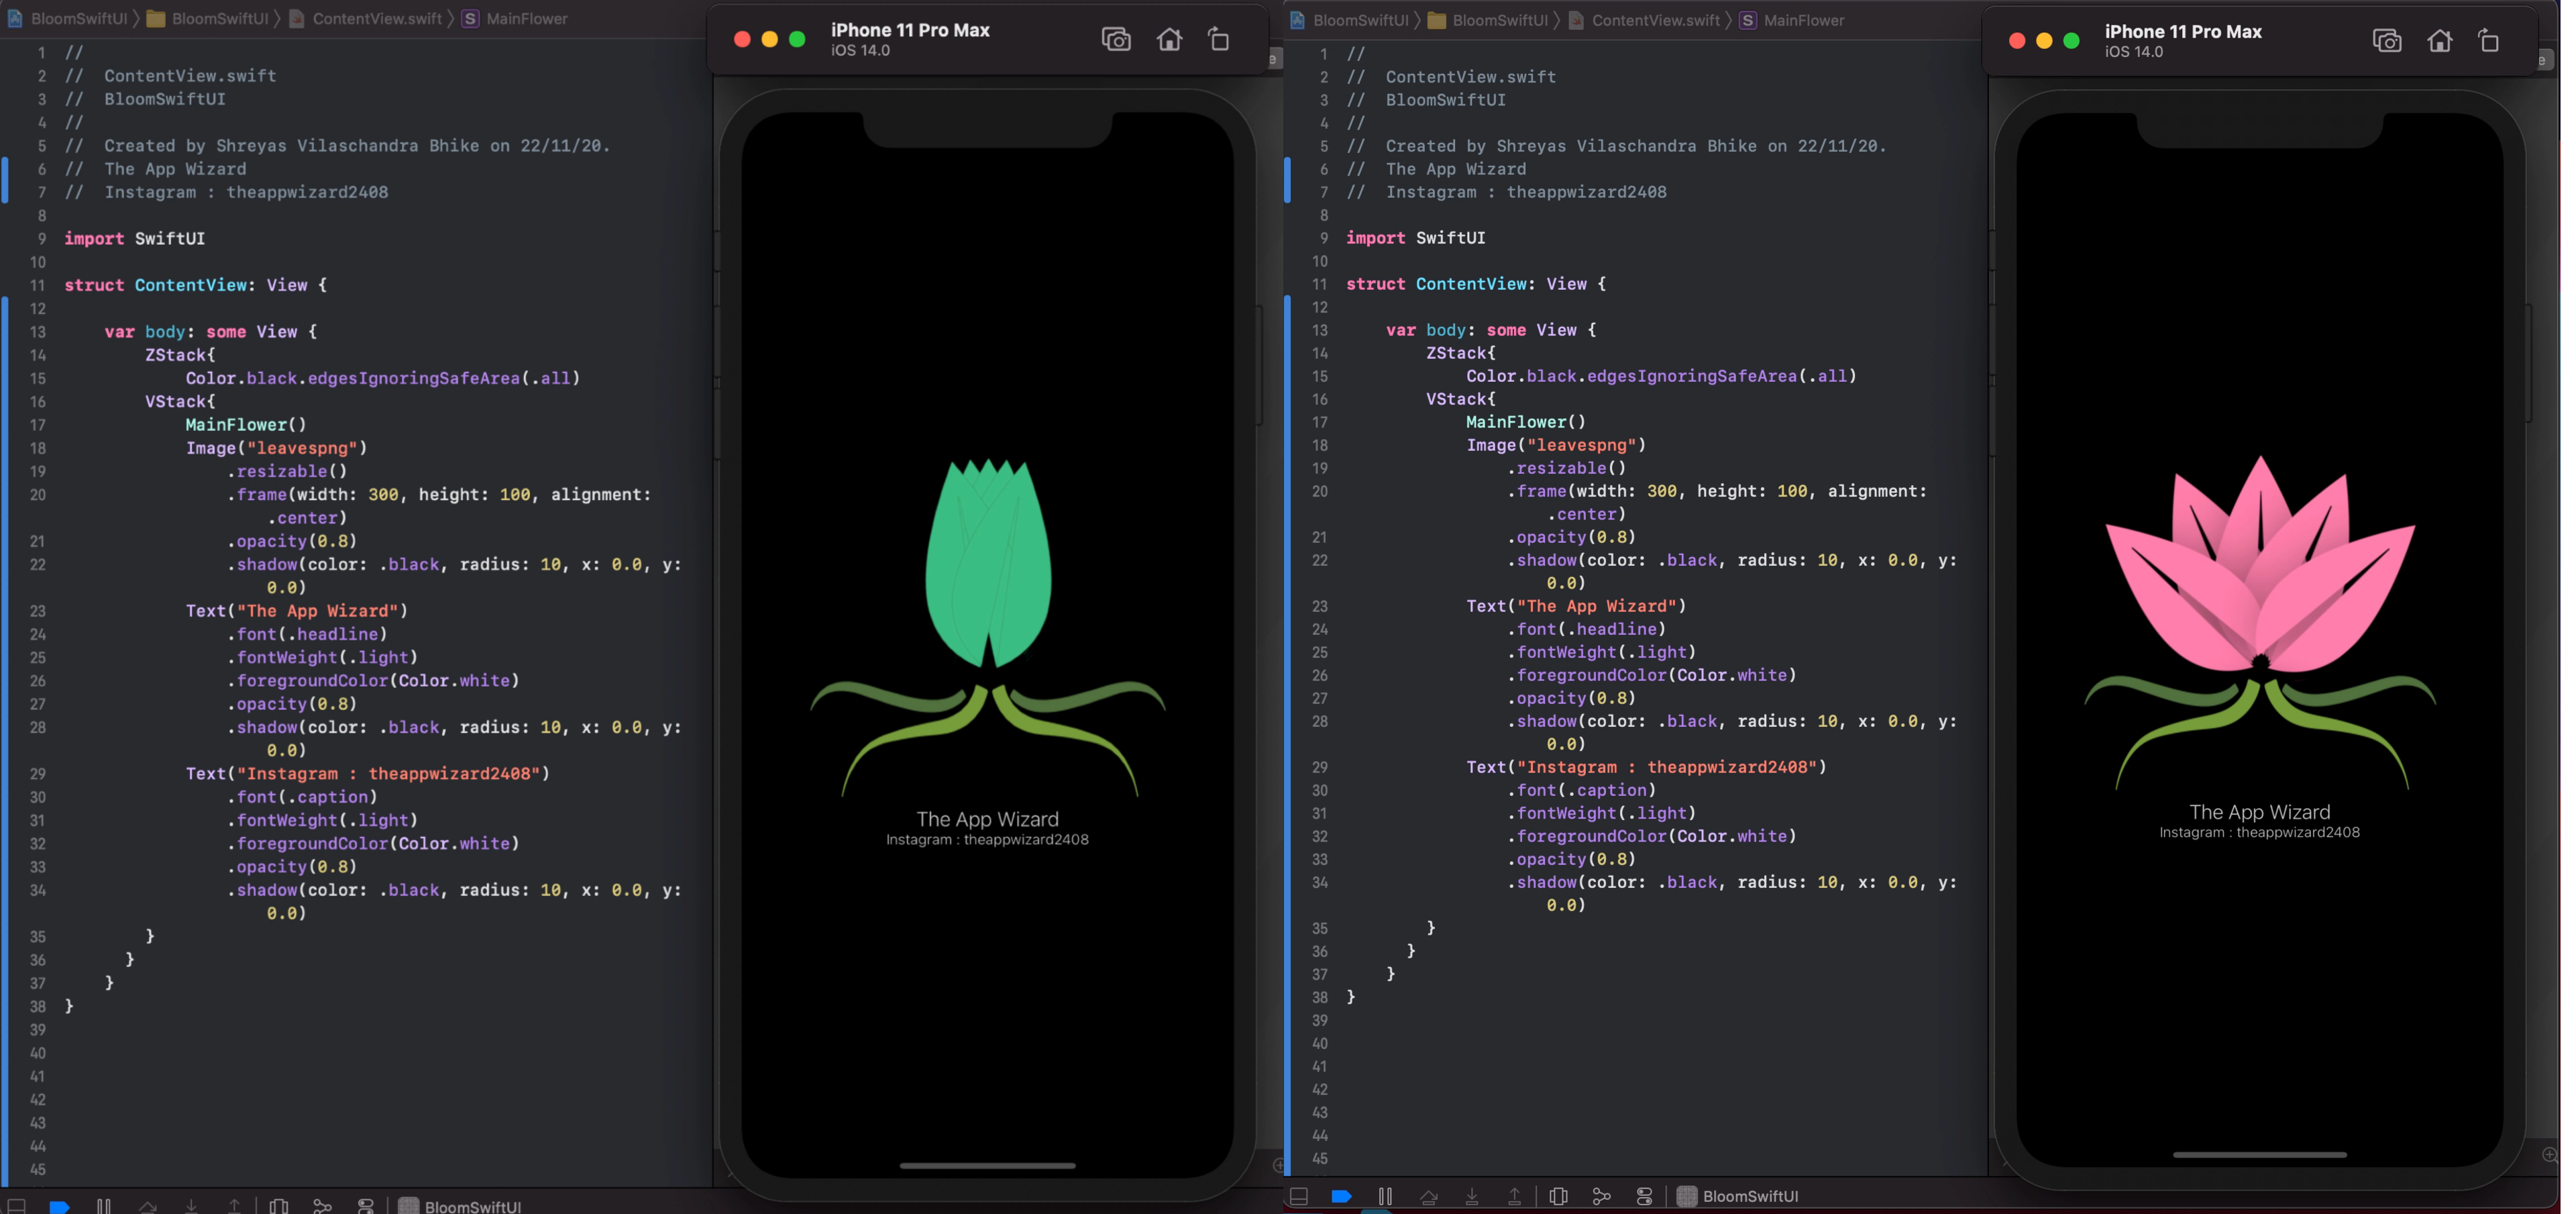 BloomSwiftUI 〉 BloomSwiftUI 〉 ContentView.swift 〉 S MainFlower
1 //
2 //  ContentView.swift
3 //  BloomSwiftUI
4 //
5 //  Created by Shreyas Vilaschandra Bhike on 22/11/20.
6 //  The App Wizard
7 //  Instagram : theappwizard2408
8
9 import SwiftUI
10
11 struct ContentView: View {
12
13     var body: some View {
14         ZStack{
15             Color.black.edgesIgnoringSafeArea(.all)
16         VStack{
17             MainFlower()
18             Image("leavespng")
19                 .resizable()
20                 .frame(width: 300, height: 100, alignment:
                    .center)
21                 .opacity(0.8)
22                 .shadow(color: .black, radius: 10, x: 0.0, y:
                    0.0)
23             Text("The App Wizard")
24                 .font(.headline)
25                 .fontWeight(.light)
26                 .foregroundColor(Color.white)
27                 .opacity(0.8)
28                 .shadow(color: .black, radius: 10, x: 0.0, y:
                    0.0)
29             Text("Instagram : theappwizard2408")
30                 .font(.caption)
31                 .fontWeight(.light)
32                 .foregroundColor(Color.white)
33                 .opacity(0.8)
34                 .shadow(color: .black, radius: 10, x: 0.0, y:
                    0.0)
35         }
36       }
37     }
38 }
39
40
41
42
43
44
45
BloomSwiftUI
iPhone 11 Pro Max
iOS 14.0
e
The App Wizard
Instagram : theappwizard2408
BloomSwiftUI 〉 BloomSwiftUI 〉 ContentView.swift 〉 S MainFlower
1 //
2 //  ContentView.swift
3 //  BloomSwiftUI
4 //
5 //  Created by Shreyas Vilaschandra Bhike on 22/11/20.
6 //  The App Wizard
7 //  Instagram : theappwizard2408
8
9 import SwiftUI
10
11 struct ContentView: View {
12
13     var body: some View {
14         ZStack{
15             Color.black.edgesIgnoringSafeArea(.all)
16         VStack{
17             MainFlower()
18             Image("leavespng")
19                 .resizable()
20                 .frame(width: 300, height: 100, alignment:
                    .center)
21                 .opacity(0.8)
22                 .shadow(color: .black, radius: 10, x: 0.0, y:
                    0.0)
23             Text("The App Wizard")
24                 .font(.headline)
25                 .fontWeight(.light)
26                 .foregroundColor(Color.white)
27                 .opacity(0.8)
28                 .shadow(color: .black, radius: 10, x: 0.0, y:
                    0.0)
29             Text("Instagram : theappwizard2408")
30                 .font(.caption)
31                 .fontWeight(.light)
32                 .foregroundColor(Color.white)
33                 .opacity(0.8)
34                 .shadow(color: .black, radius: 10, x: 0.0, y:
                    0.0)
35         }
36       }
37     }
38 }
39
40
41
42
43
44
45
BloomSwiftUI
iPhone 11 Pro Max
iOS 14.0
e
The App Wizard
Instagram : theappwizard2408